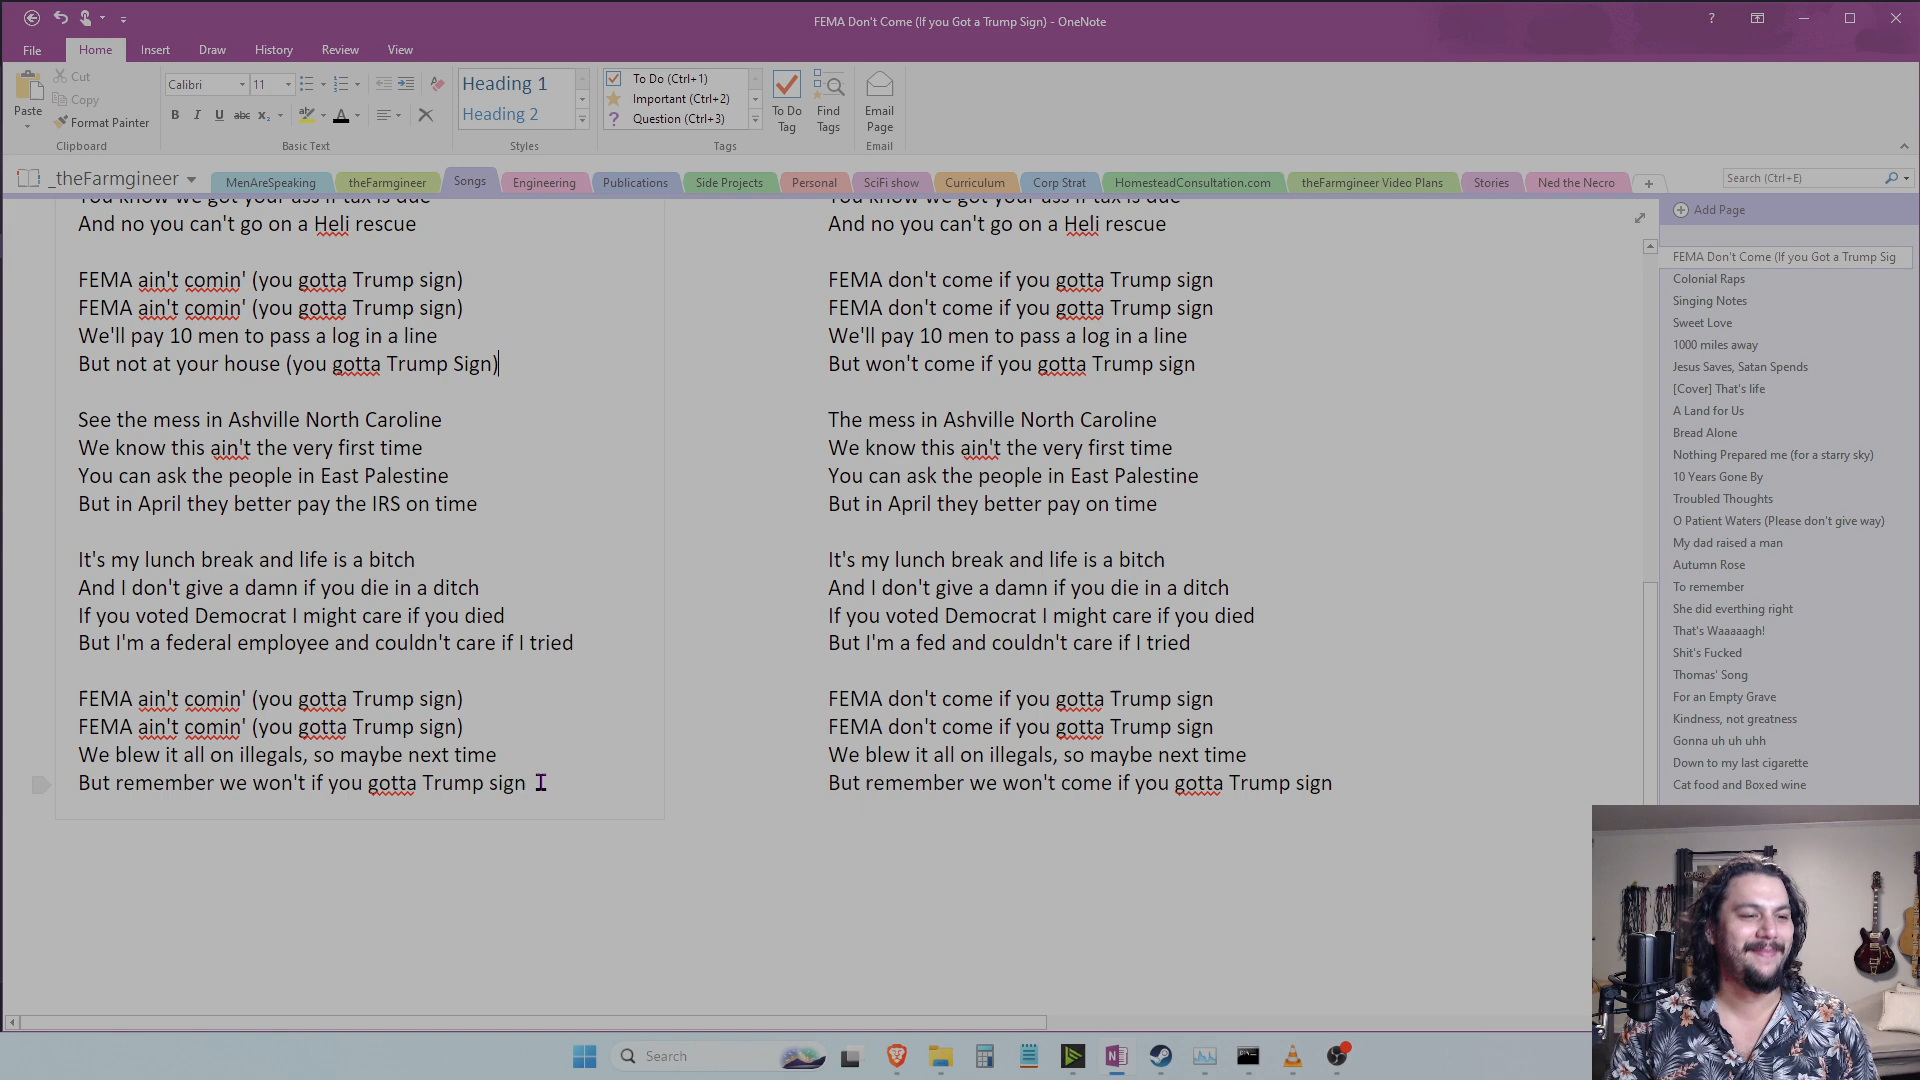 FEMA Don't Come (If you Got a Trump Sign) - OneNote
File Home Insert Draw History Review View
Paste
Cut
Copy
Format Painter
Clipboard
Calibri 11
B I U abc X₂ A
Basic Text
Heading 1
Heading 2
Styles
To Do (Ctrl+1)
Important (Ctrl+2)
Question (Ctrl+3)
To Do Tag
Find Tags
Tags
Email Page
Email
_theFarmgineer
MenAreSpeaking theFarmgineer Songs Engineering Publications Side Projects Personal SciFi show Curriculum Corp Strat HomesteadConsultation.com theFarmgineer Video Plans Stories Ned the Necro
Search (Ctrl+E)
You know we got your ass if tax is due
And no you can't go on a Heli rescue
FEMA ain't comin' (you gotta Trump sign)
FEMA ain't comin' (you gotta Trump sign)
We'll pay 10 men to pass a log in a line
But not at your house (you gotta Trump Sign)
See the mess in Ashville North Caroline
We know this ain't the very first time
You can ask the people in East Palestine
But in April they better pay the IRS on time
It's my lunch break and life is a bitch
And I don't give a damn if you die in a ditch
If you voted Democrat I might care if you died
But I'm a federal employee and couldn't care if I tried
FEMA ain't comin' (you gotta Trump sign)
FEMA ain't comin' (you gotta Trump sign)
We blew it all on illegals, so maybe next time
But remember we won't if you gotta Trump sign
You know we got your ass if tax is due
And no you can't go on a Heli rescue
FEMA don't come if you gotta Trump sign
FEMA don't come if you gotta Trump sign
We'll pay 10 men to pass a log in a line
But won't come if you gotta Trump sign
The mess in Ashville North Caroline
We know this ain't the very first time
You can ask the people in East Palestine
But in April they better pay on time
It's my lunch break and life is a bitch
And I don't give a damn if you die in a ditch
If you voted Democrat I might care if you died
But I'm a fed and couldn't care if I tried
FEMA don't come if you gotta Trump sign
FEMA don't come if you gotta Trump sign
We blew it all on illegals, so maybe next time
But remember we won't come if you gotta Trump sign
Add Page
FEMA Don't Come (If you Got a Trump Sig
Colonial Raps
Singing Notes
Sweet Love
1000 miles away
Jesus Saves, Satan Spends
[Cover] That's life
A Land for Us
Bread Alone
Nothing Prepared me (for a starry sky)
10 Years Gone By
Troubled Thoughts
O Patient Waters (Please don't give way)
My dad raised a man
Autumn Rose
To remember
She did everthing right
That's Waaaaagh!
Shit's Fucked
Thomas' Song
For an Empty Grave
Kindness, not greatness
Gonna uh uh uhh
Down to my last cigarette
Cat food and Boxed wine
Search